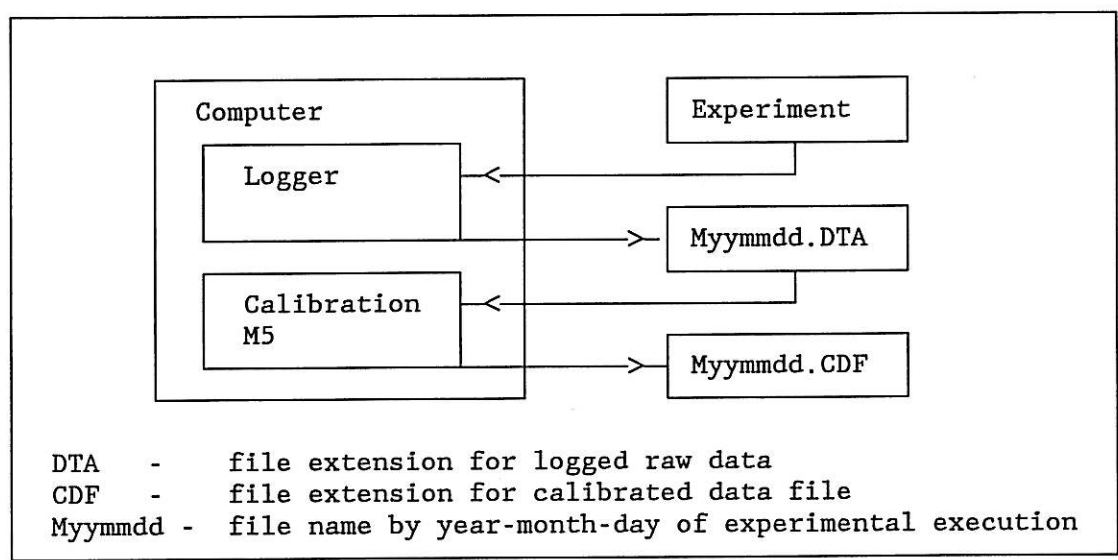 Computer
Experiment
Logger
Myymmdd.DTA
Calibration
M5
Myymmdd.CDF
DTA - file extension for logged raw data
CDF - file extension for calibrated data file
Myymmdd - file name by year-month-day of experimental execution